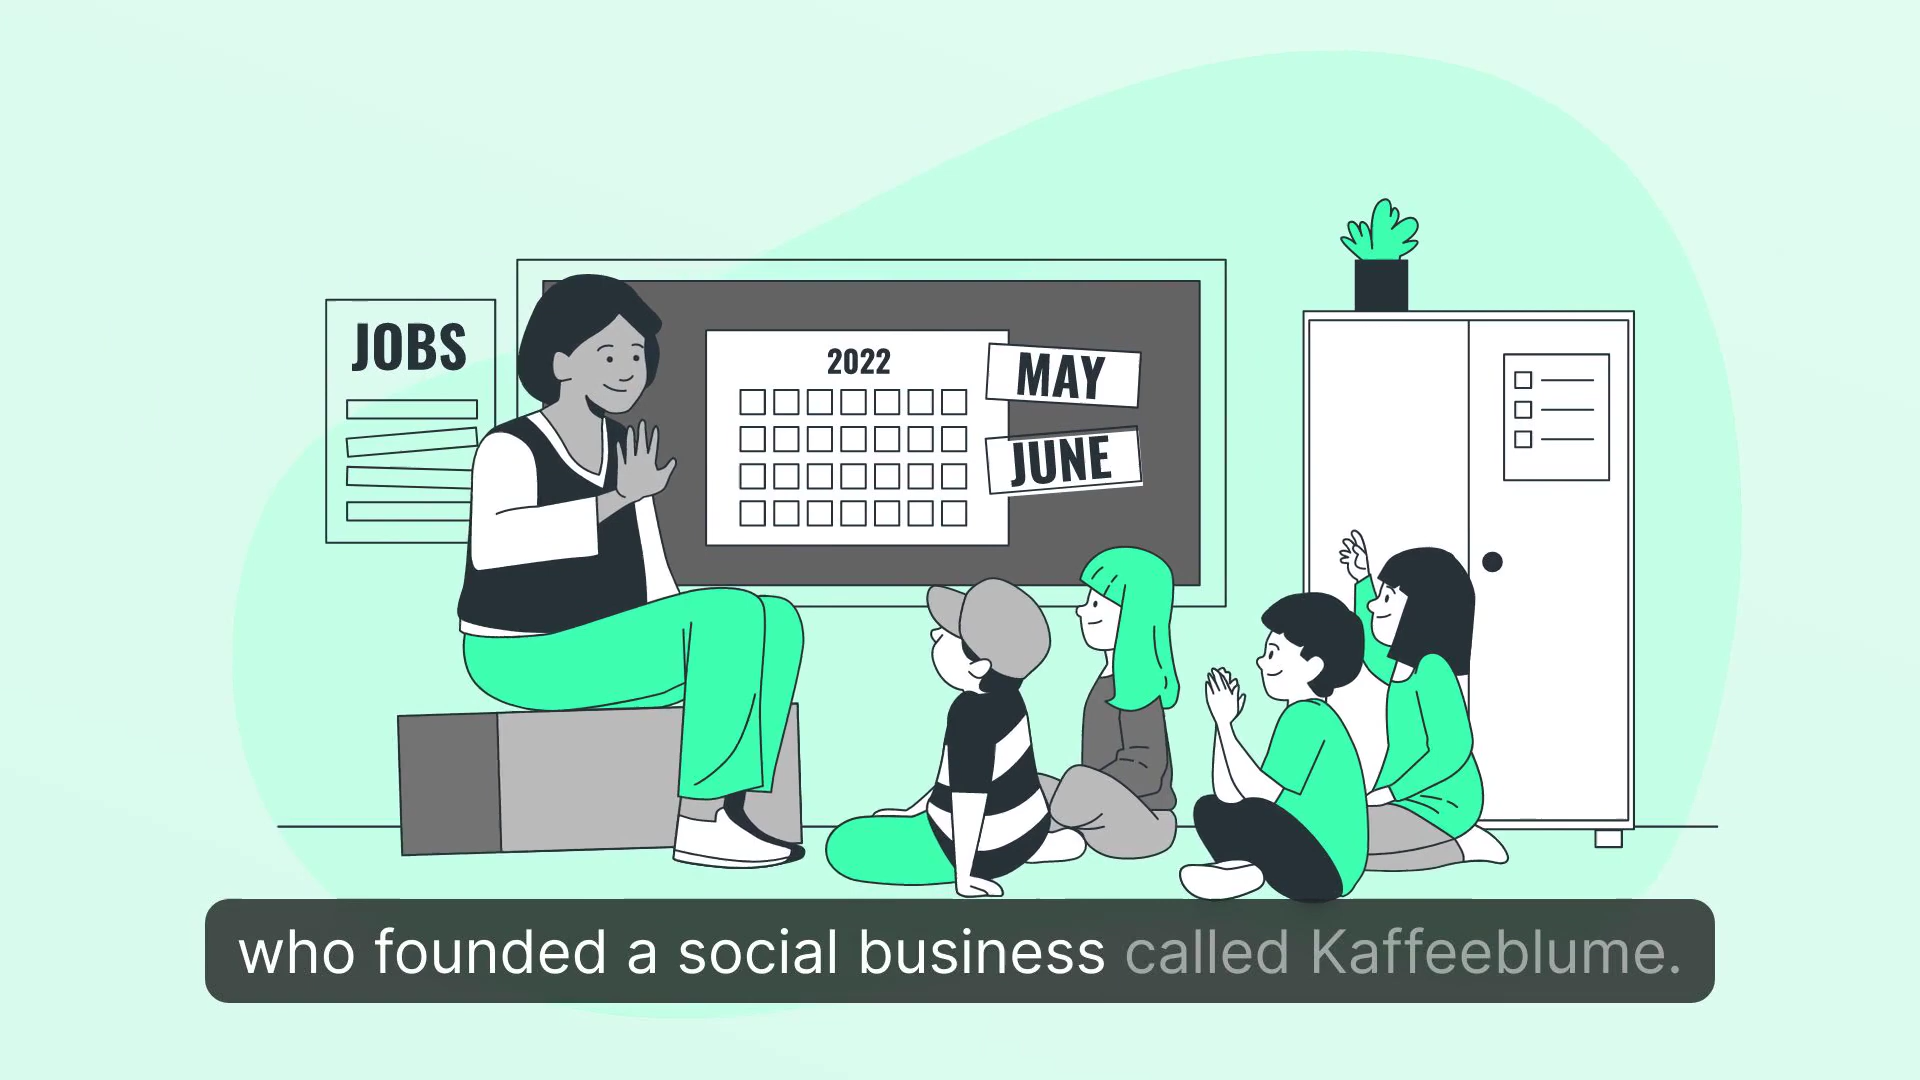 JOBS
2022
MAY
JUNE
who founded a social business called Kaffeeblume.